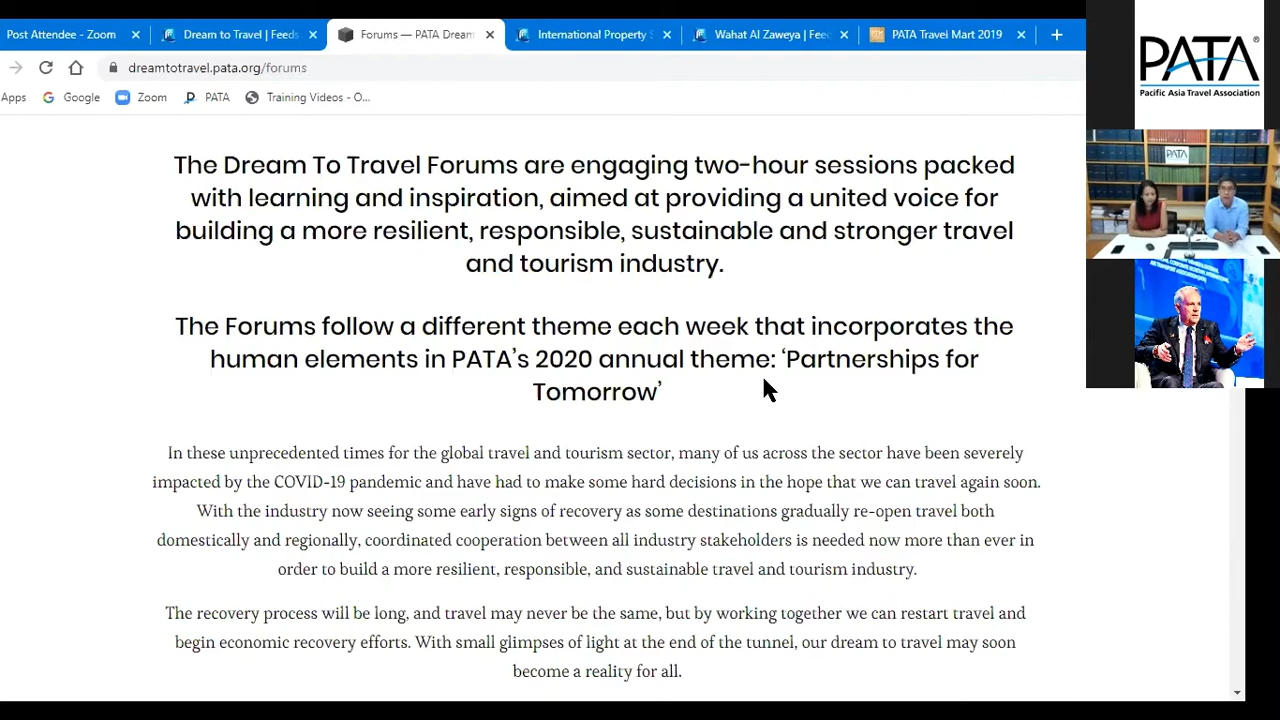 Post Attendee - Zoom
Dream to Travel | Feeds
Forums — PATA Dream
International Property S
Wahat Al Zaweya | Feed
PATA Travel Mart 2019
dreamtotravel.pata.org/forums
Apps
Google
Zoom
PATA
Training Videos - O...
PATA
Pacific Asia Travel Association
PATA
The Dream To Travel Forums are engaging two-hour sessions packed
with learning and inspiration, aimed at providing a united voice for
building a more resilient, responsible, sustainable and stronger travel
and tourism industry.
The Forums follow a different theme each week that incorporates the
human elements in PATA’s 2020 annual theme: ‘Partnerships for
Tomorrow’
In these unprecedented times for the global travel and tourism sector, many of us across the sector have been severely
impacted by the COVID-19 pandemic and have had to make some hard decisions in the hope that we can travel again soon.
With the industry now seeing some early signs of recovery as some destinations gradually re-open travel both
domestically and regionally, coordinated cooperation between all industry stakeholders is needed now more than ever in
order to build a more resilient, responsible, and sustainable travel and tourism industry.
The recovery process will be long, and travel may never be the same, but by working together we can restart travel and
begin economic recovery efforts. With small glimpses of light at the end of the tunnel, our dream to travel may soon
become a reality for all.